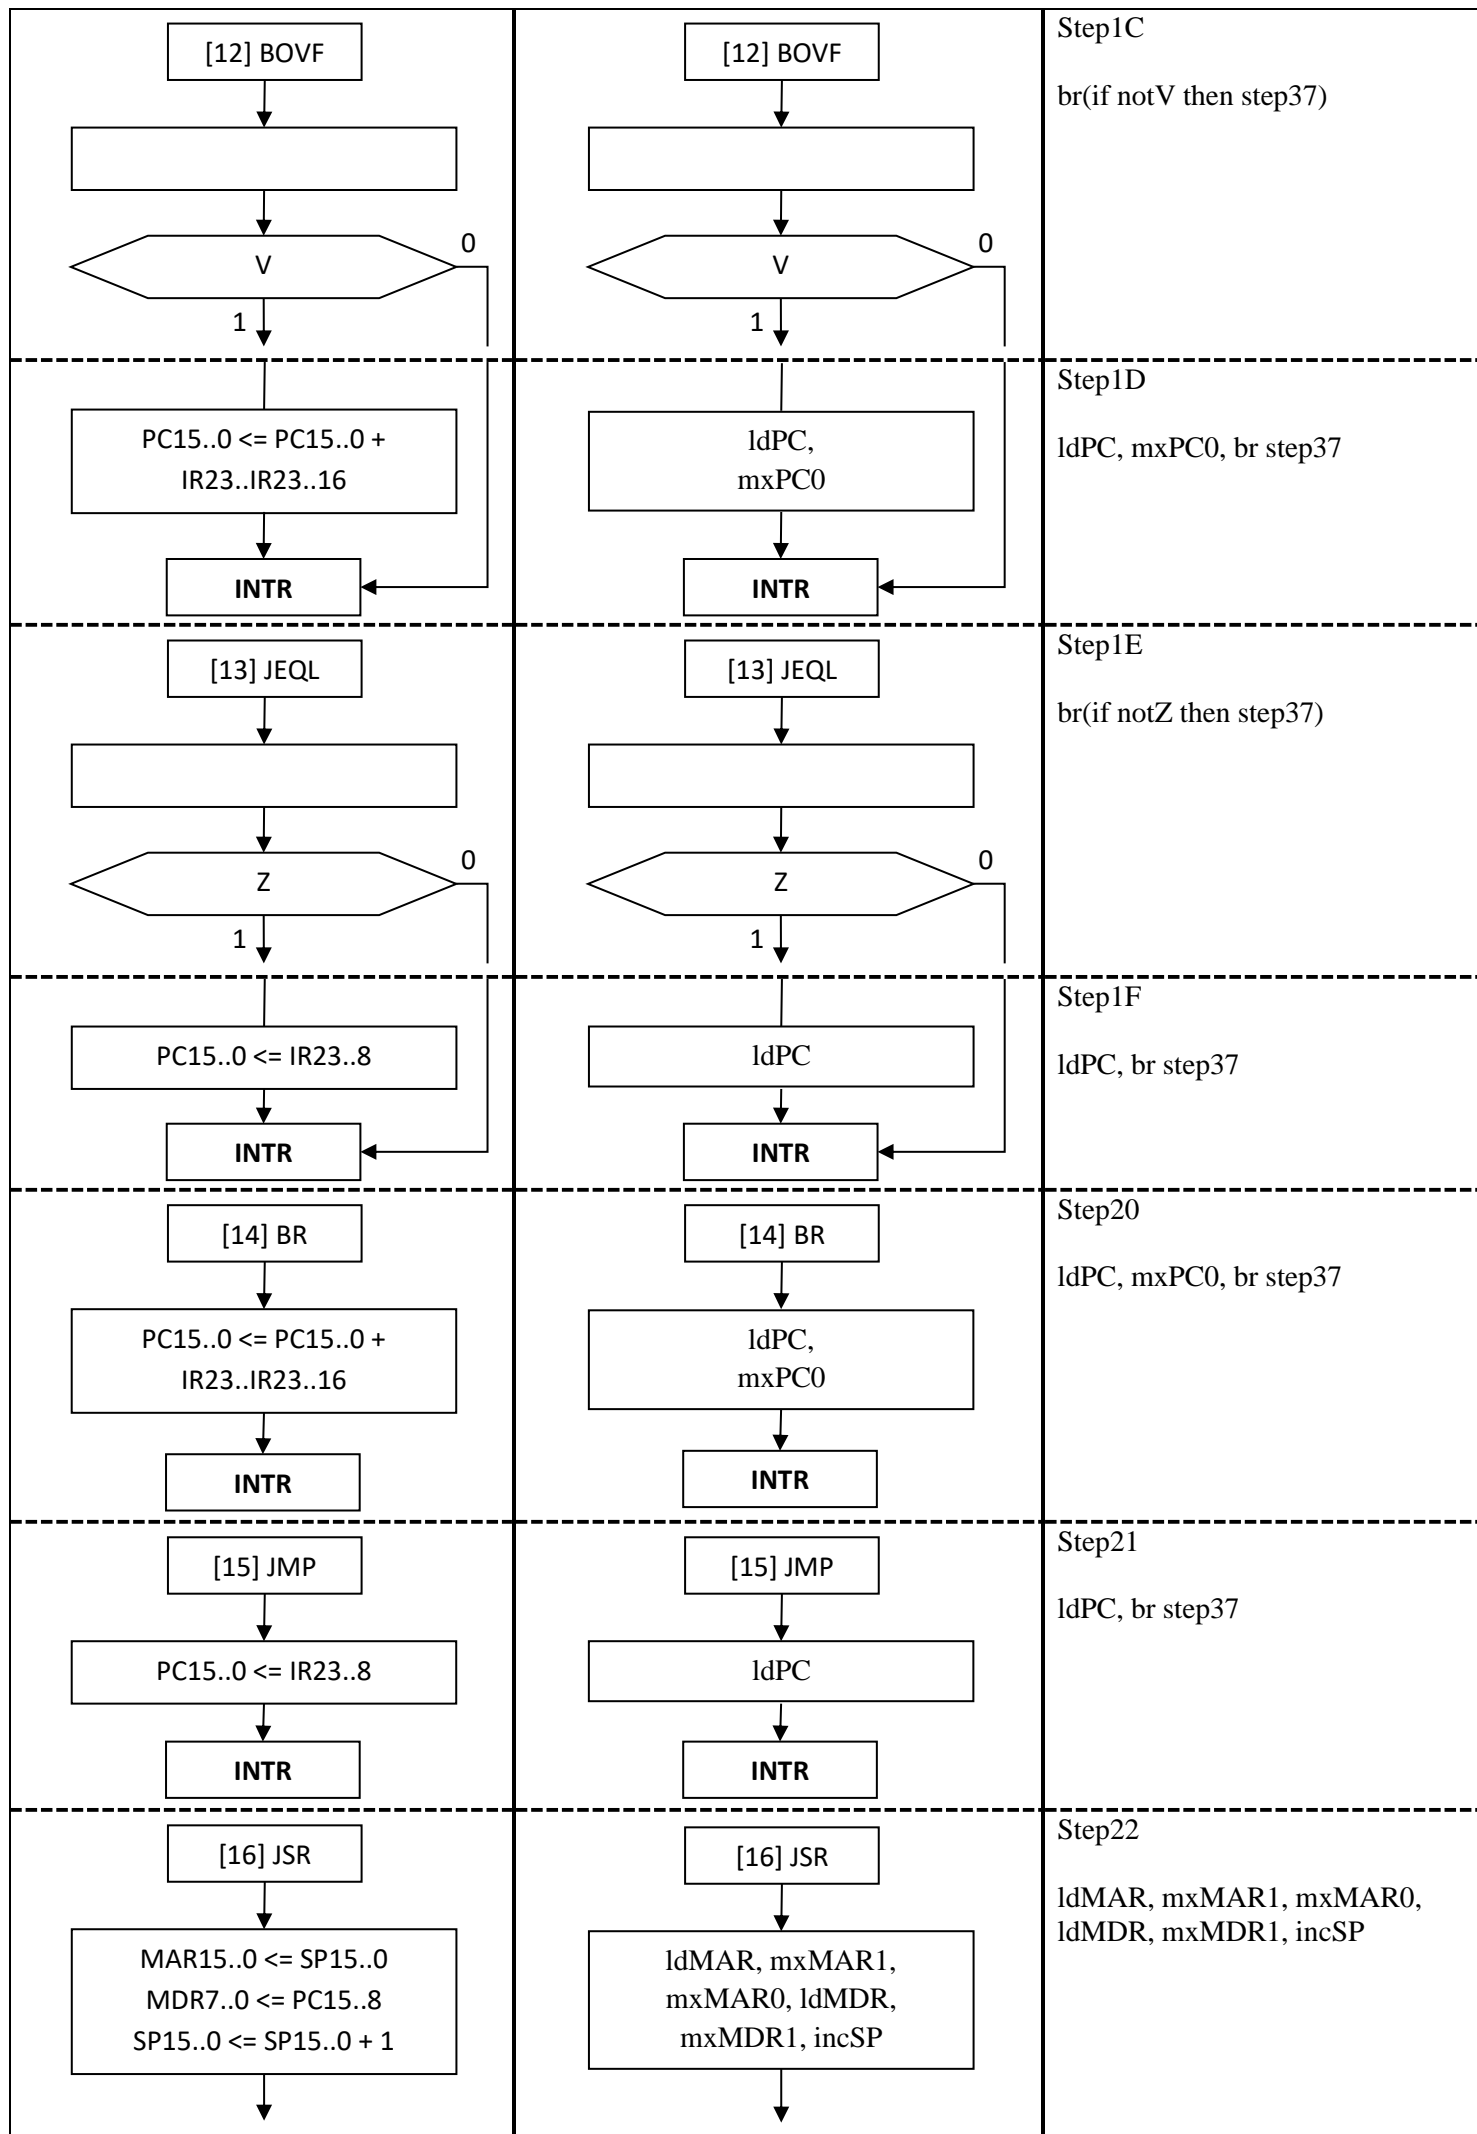 [12] BOVF
[12] BOVF
Step1C
br(if notV then step37)
V
0
1
V
0
1
PC15..0 <= PC15..0 +
IR23..IR23..16
INTR
ldPC,
mxPC0
INTR
Step1D
ldPC, mxPC0, br step37
[13] JEQL
[13] JEQL
Step1E
br(if notZ then step37)
Z
0
1
Z
0
1
PC15..0 <= IR23..8
INTR
ldPC
INTR
Step1F
ldPC, br step37
[14] BR
PC15..0 <= PC15..0 +
IR23..IR23..16
INTR
[14] BR
ldPC,
mxPC0
INTR
Step20
ldPC, mxPC0, br step37
[15] JMP
PC15..0 <= IR23..8
INTR
[15] JMP
ldPC
INTR
Step21
ldPC, br step37
[16] JSR
MAR15..0 <= SP15..0
MDR7..0 <= PC15..8
SP15..0 <= SP15..0 + 1
[16] JSR
ldMAR, mxMAR1,
mxMAR0, ldMDR,
mxMDR1, incSP
Step22
ldMAR, mxMAR1, mxMAR0,
ldMDR, mxMDR1, incSP